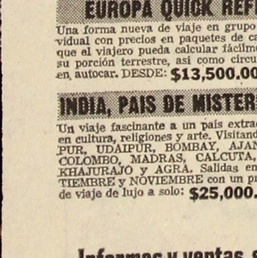 EUROPA QUICK REF
Una forma nueva de viaje en grupo
vidual con precios en paquetes de ca
que el viajero pueda calcular fácilm
su porción terrestre, así como circu
en autocar. DESDE: $13,500.00
INDIA, PAIS DE MISTER
Un viaje fascinante a un país extra
en cultura, religiones y arte. Visitand
PUR, UDAIPUR, BOMBAY, AJAN
COLOMBO, MADRAS, CALCUTA,
KHAJURAJO y AGRA. Salidas en
TIEMBRE y NOVIEMBRE con un p
de viaje de lujo a solo: $25,000.
Informes y ventas